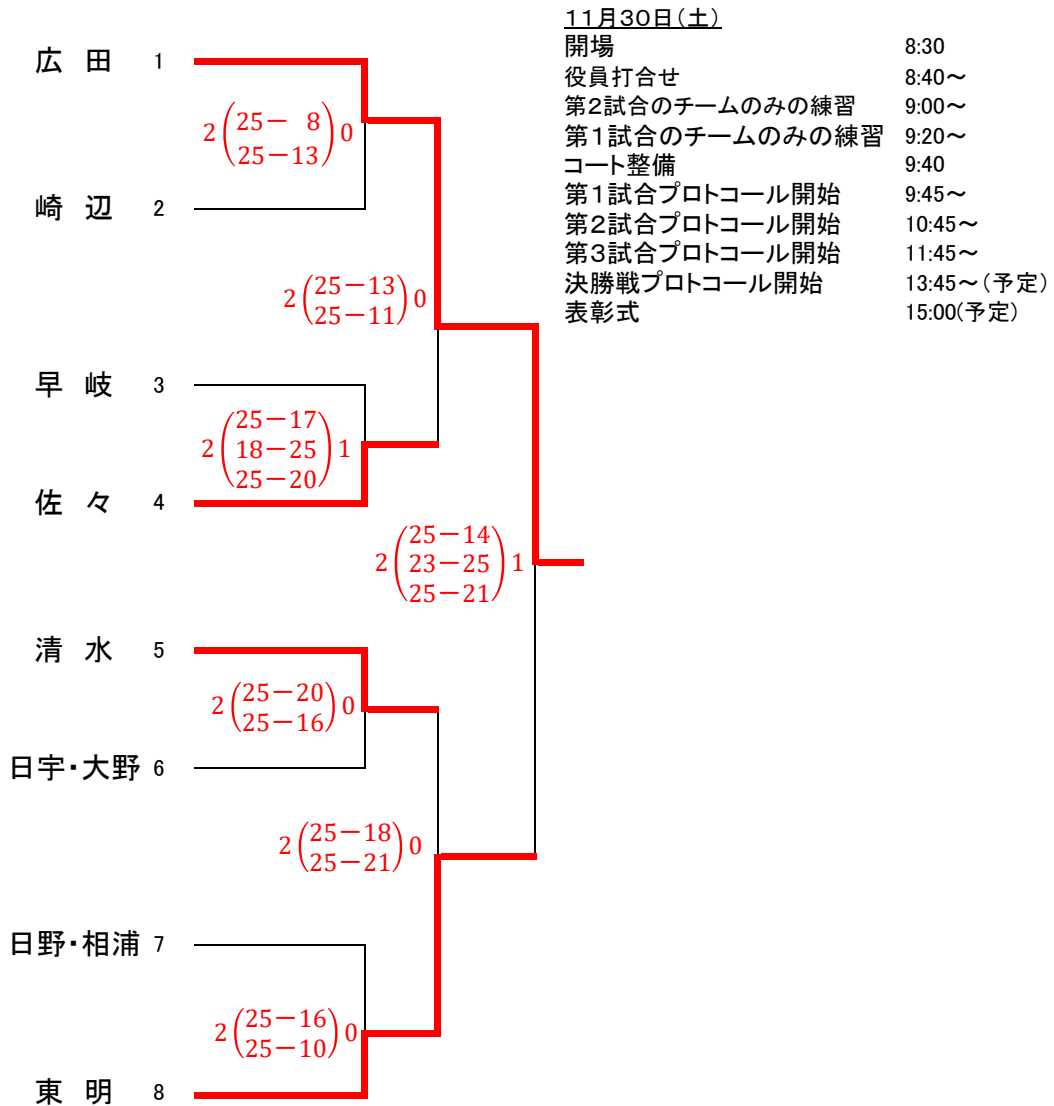 11月30日(土)
開場 8:30
役員打合せ 8:40～
第2試合のチームのみの練習 9:00～
第1試合のチームのみの練習 9:20～
コート整備 9:40
第1試合プロトコール開始 9:45～
第2試合プロトコール開始 10:45～
第3試合プロトコール開始 11:45～
決勝戦プロトコール開始 13:45～(予定)
表彰式 15:00(予定)
広田 1
2(25－8
25－13)0
崎辺 2
2(25－13
25－11)0
早岐 3
2(25－17
18－25
25－20)1
佐々 4
2(25－14
23－25
25－21)1
清水 5
2(25－20
25－16)0
日宇・大野 6
2(25－18
25－21)0
日野・相浦 7
2(25－16
25－10)0
東明 8